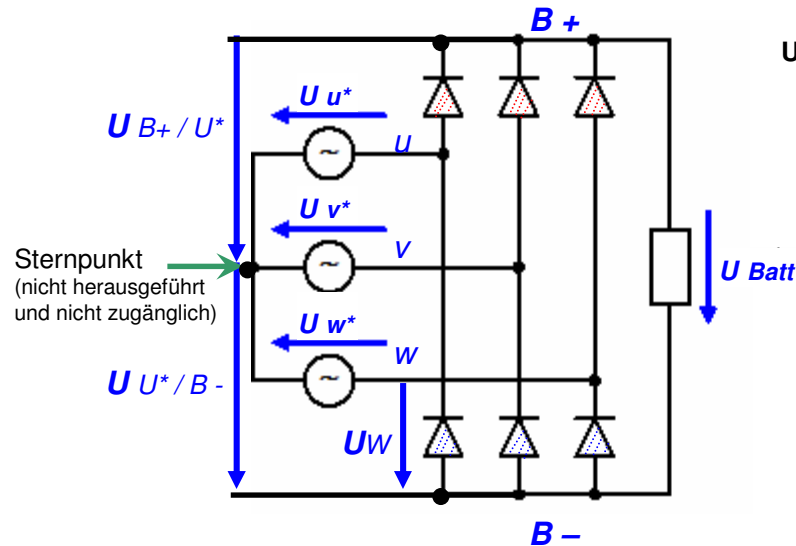 B +
U
U u*
U B+ / U*
~
u
U v*
~
v
Sternpunkt
(nicht herausgeführt
und nicht zugänglich)
U Batt
U w*
~
w
U U* / B -
UW
B –